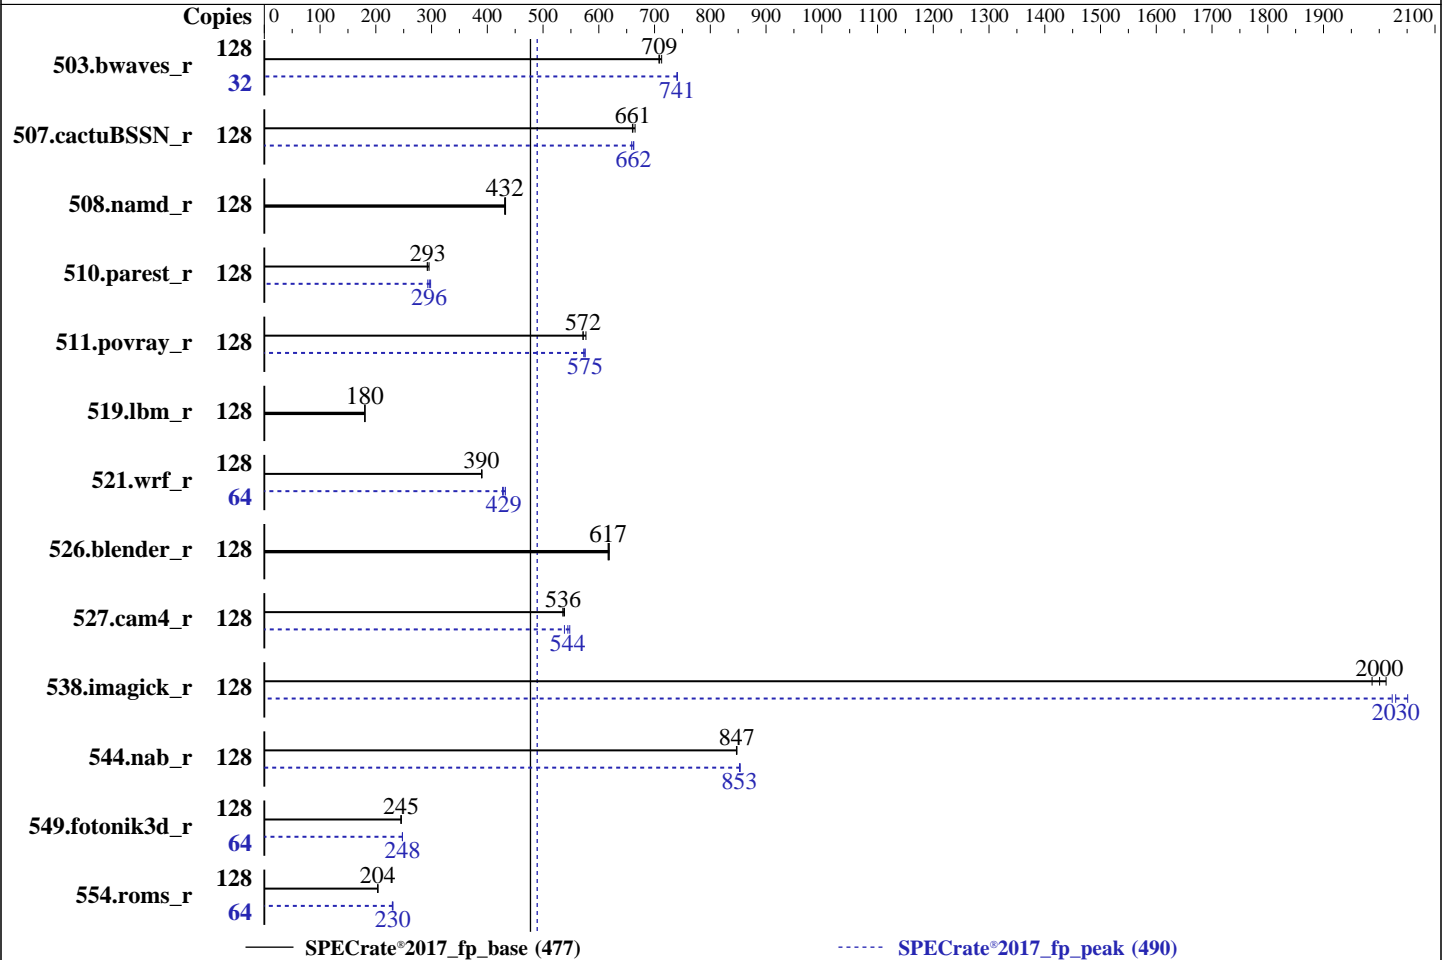 Copies 0 100 200 300 400 500 600 700 800 900 1000 1100 1200 1300 1400 1500 1600 1700 1800 1900 2100
503.bwaves_r 128 709
32 741
507.cactuBSSN_r 128 661
662
508.namd_r 128 432
510.parest_r 128 293
296
511.povray_r 128 572
575
519.lbm_r 128 180
521.wrf_r 128 390
64 429
526.blender_r 128 617
527.cam4_r 128 536
544
538.imagick_r 128 2000
2030
544.nab_r 128 847
853
549.fotonik3d_r 128 245
64 248
554.roms_r 128 204
64 230
SPECrate®2017_fp_base (477) SPECrate®2017_fp_peak (490)